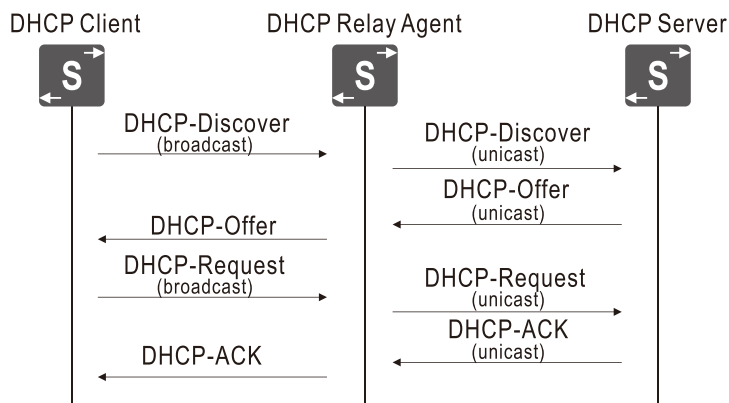 DHCP Client
DHCP Relay Agent
DHCP Server
S
S
S
DHCP-Discover
(broadcast)
DHCP-Discover
(unicast)
DHCP-Offer
(unicast)
DHCP-Offer
DHCP-Request
(broadcast)
DHCP-Request
(unicast)
DHCP-ACK
(unicast)
DHCP-ACK